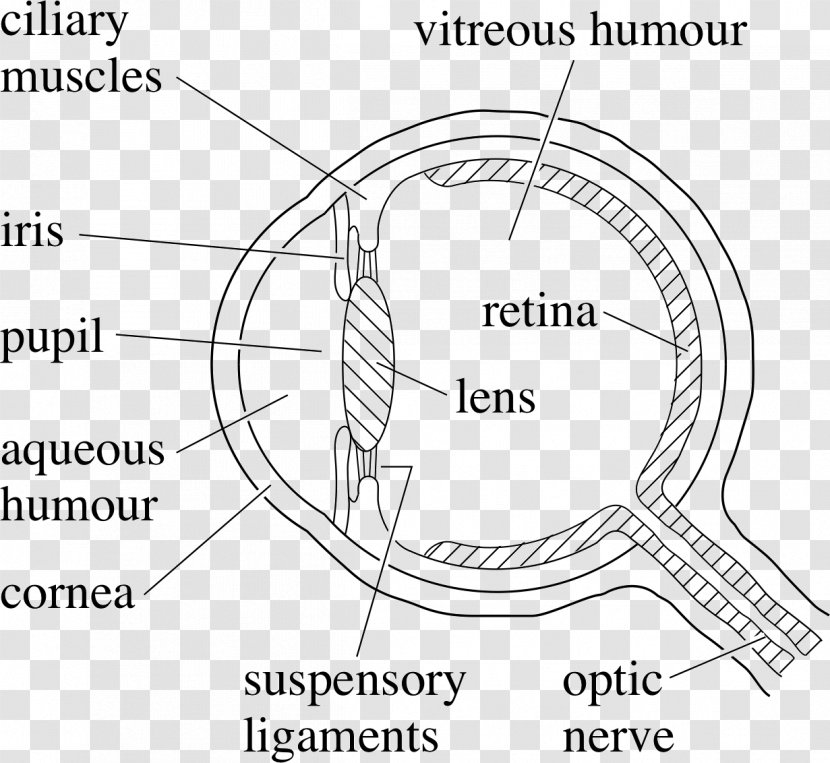 ciliary
muscles
vitreous humour
iris
retina
pupil
lens
aqueous
humour
cornea
suspensory
ligaments
optic
nerve